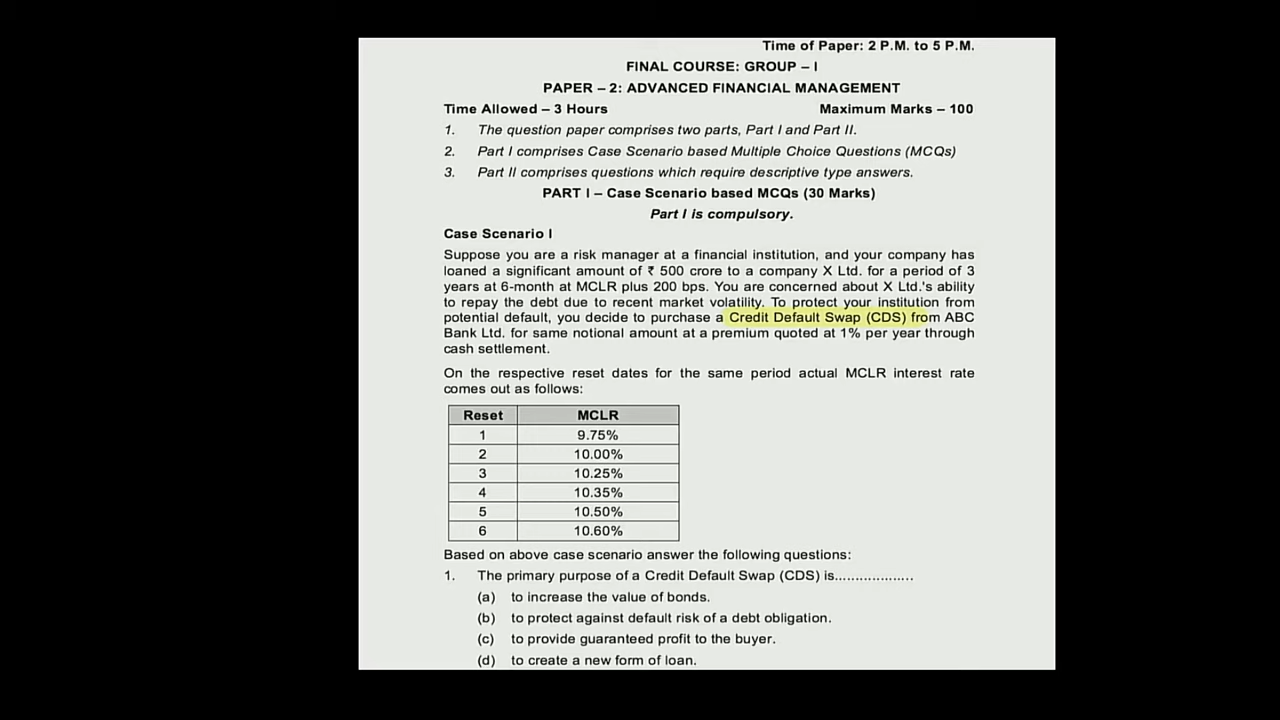 Time of Paper: 2 P.M. to 5 P.M.
FINAL COURSE: GROUP – I
PAPER – 2: ADVANCED FINANCIAL MANAGEMENT
Time Allowed – 3 Hours Maximum Marks – 100
1. The question paper comprises two parts, Part I and Part II.
2. Part I comprises Case Scenario based Multiple Choice Questions (MCQs)
3. Part II comprises questions which require descriptive type answers.
PART I – Case Scenario based MCQs (30 Marks)
Part I is compulsory.
Case Scenario I
Suppose you are a risk manager at a financial institution, and your company has
loaned a significant amount of ₹ 500 crore to a company X Ltd. for a period of 3
years at 6-month at MCLR plus 200 bps. You are concerned about X Ltd.'s ability
to repay the debt due to recent market volatility. To protect your institution from
potential default, you decide to purchase a Credit Default Swap (CDS) from ABC
Bank Ltd. for same notional amount at a premium quoted at 1% per year through
cash settlement.
On the respective reset dates for the same period actual MCLR interest rate
comes out as follows:
Reset MCLR
1 9.75%
2 10.00%
3 10.25%
4 10.35%
5 10.50%
6 10.60%
Based on above case scenario answer the following questions:
1. The primary purpose of a Credit Default Swap (CDS) is...................
(a) to increase the value of bonds.
(b) to protect against default risk of a debt obligation.
(c) to provide guaranteed profit to the buyer.
(d) to create a new form of loan.